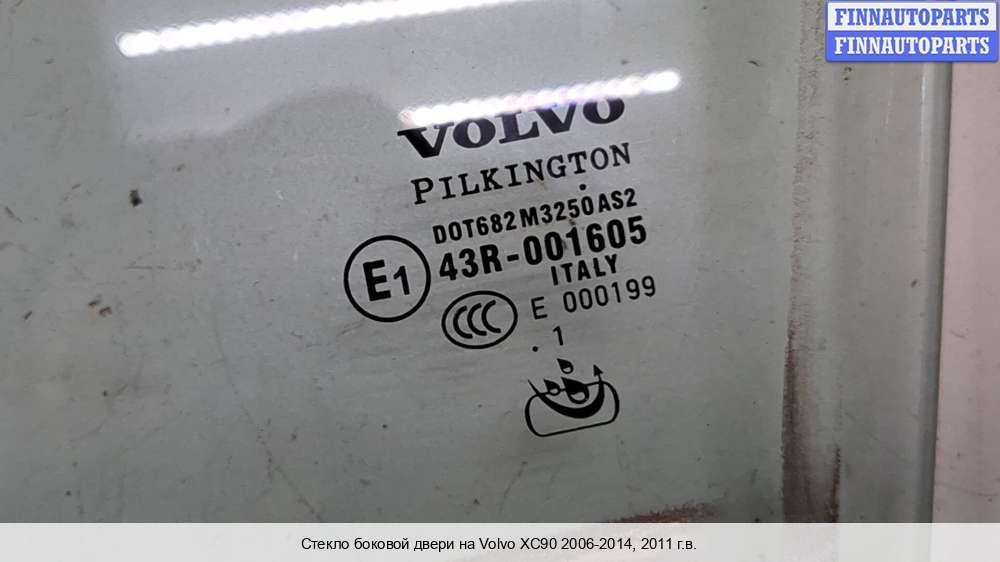 FINNAUTOPARTS
FINNAUTOPARTS
VOLVO
PILKINGTON
DOT682 M3250 AS2
E1 43R-001605
ITALY
CCC E 000199
. 1
Стекло боковой двери на Volvo XC90 2006-2014, 2011 г.в.